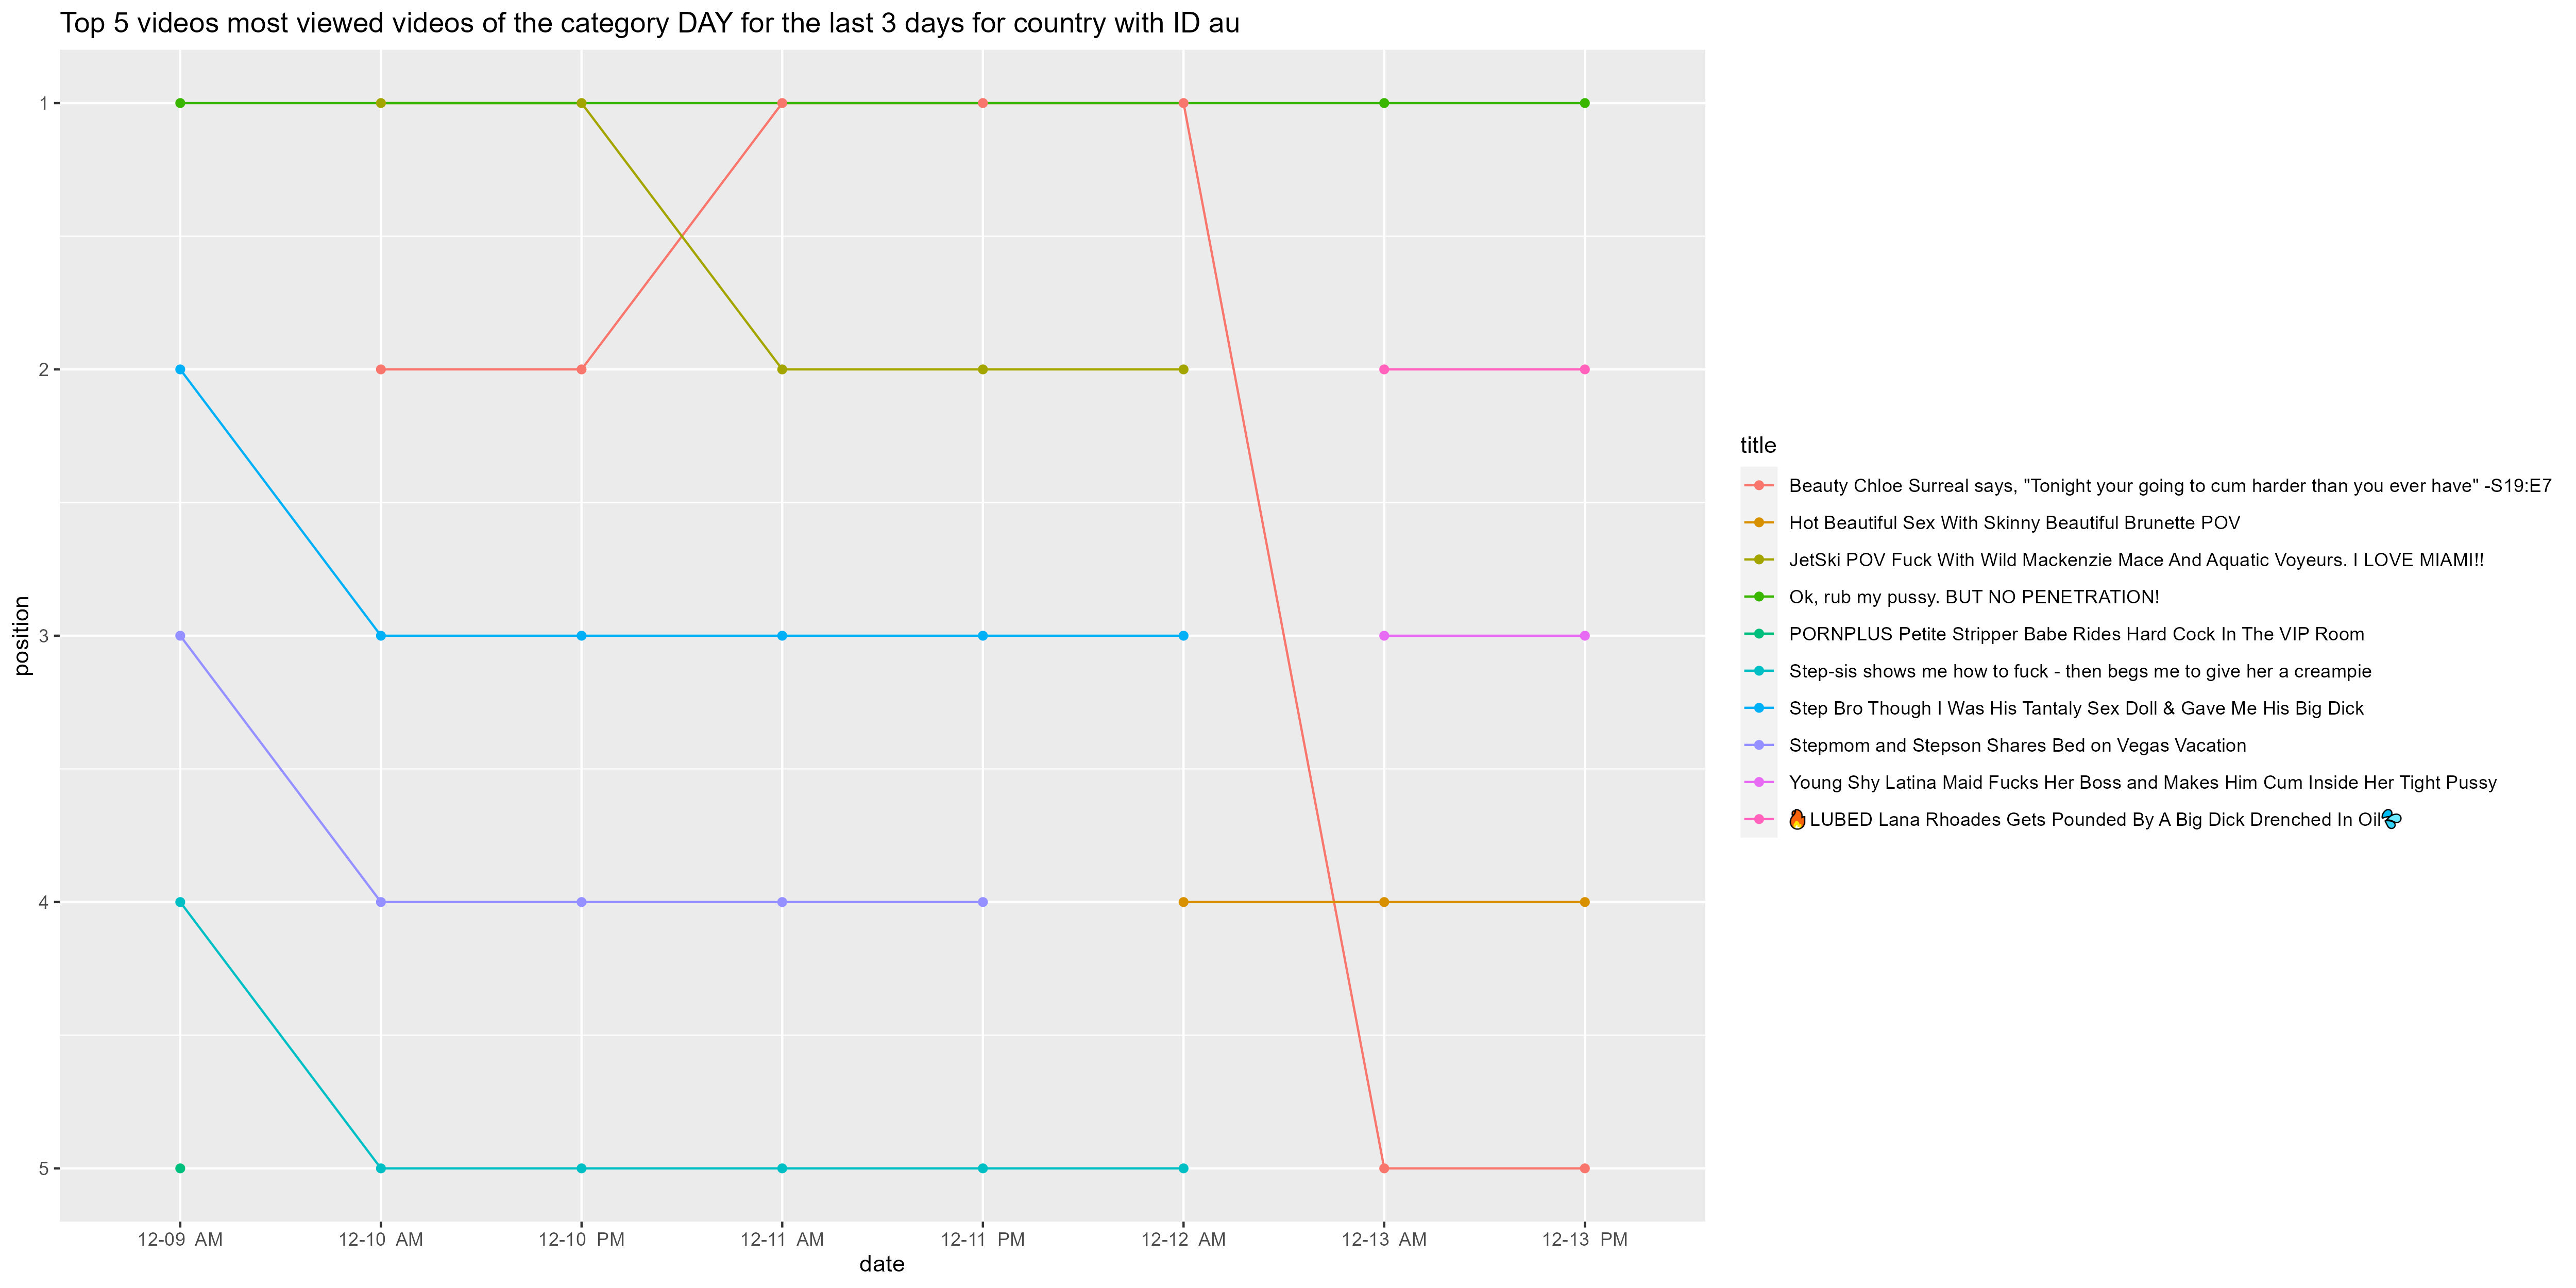 Top 5 videos most viewed videos of the category DAY for the last 3 days for country with ID au
1
2
3
4
5
position
12-09 AM
12-10 AM
12-10 PM
12-11 AM
12-11 PM
12-12 AM
12-13 AM
12-13 PM
date
title
Beauty Chloe Surreal says, "Tonight your going to cum harder than you ever have" -S19:E7
Hot Beautiful Sex With Skinny Beautiful Brunette POV
JetSki POV Fuck With Wild Mackenzie Mace And Aquatic Voyeurs. I LOVE MIAMI!!
Ok, rub my pussy. BUT NO PENETRATION!
PORNPLUS Petite Stripper Babe Rides Hard Cock In The VIP Room
Step-sis shows me how to fuck - then begs me to give her a creampie
Step Bro Though I Was His Tantaly Sex Doll & Gave Me His Big Dick
Stepmom and Stepson Shares Bed on Vegas Vacation
Young Shy Latina Maid Fucks Her Boss and Makes Him Cum Inside Her Tight Pussy
🔥LUBED Lana Rhoades Gets Pounded By A Big Dick Drenched In Oil💦